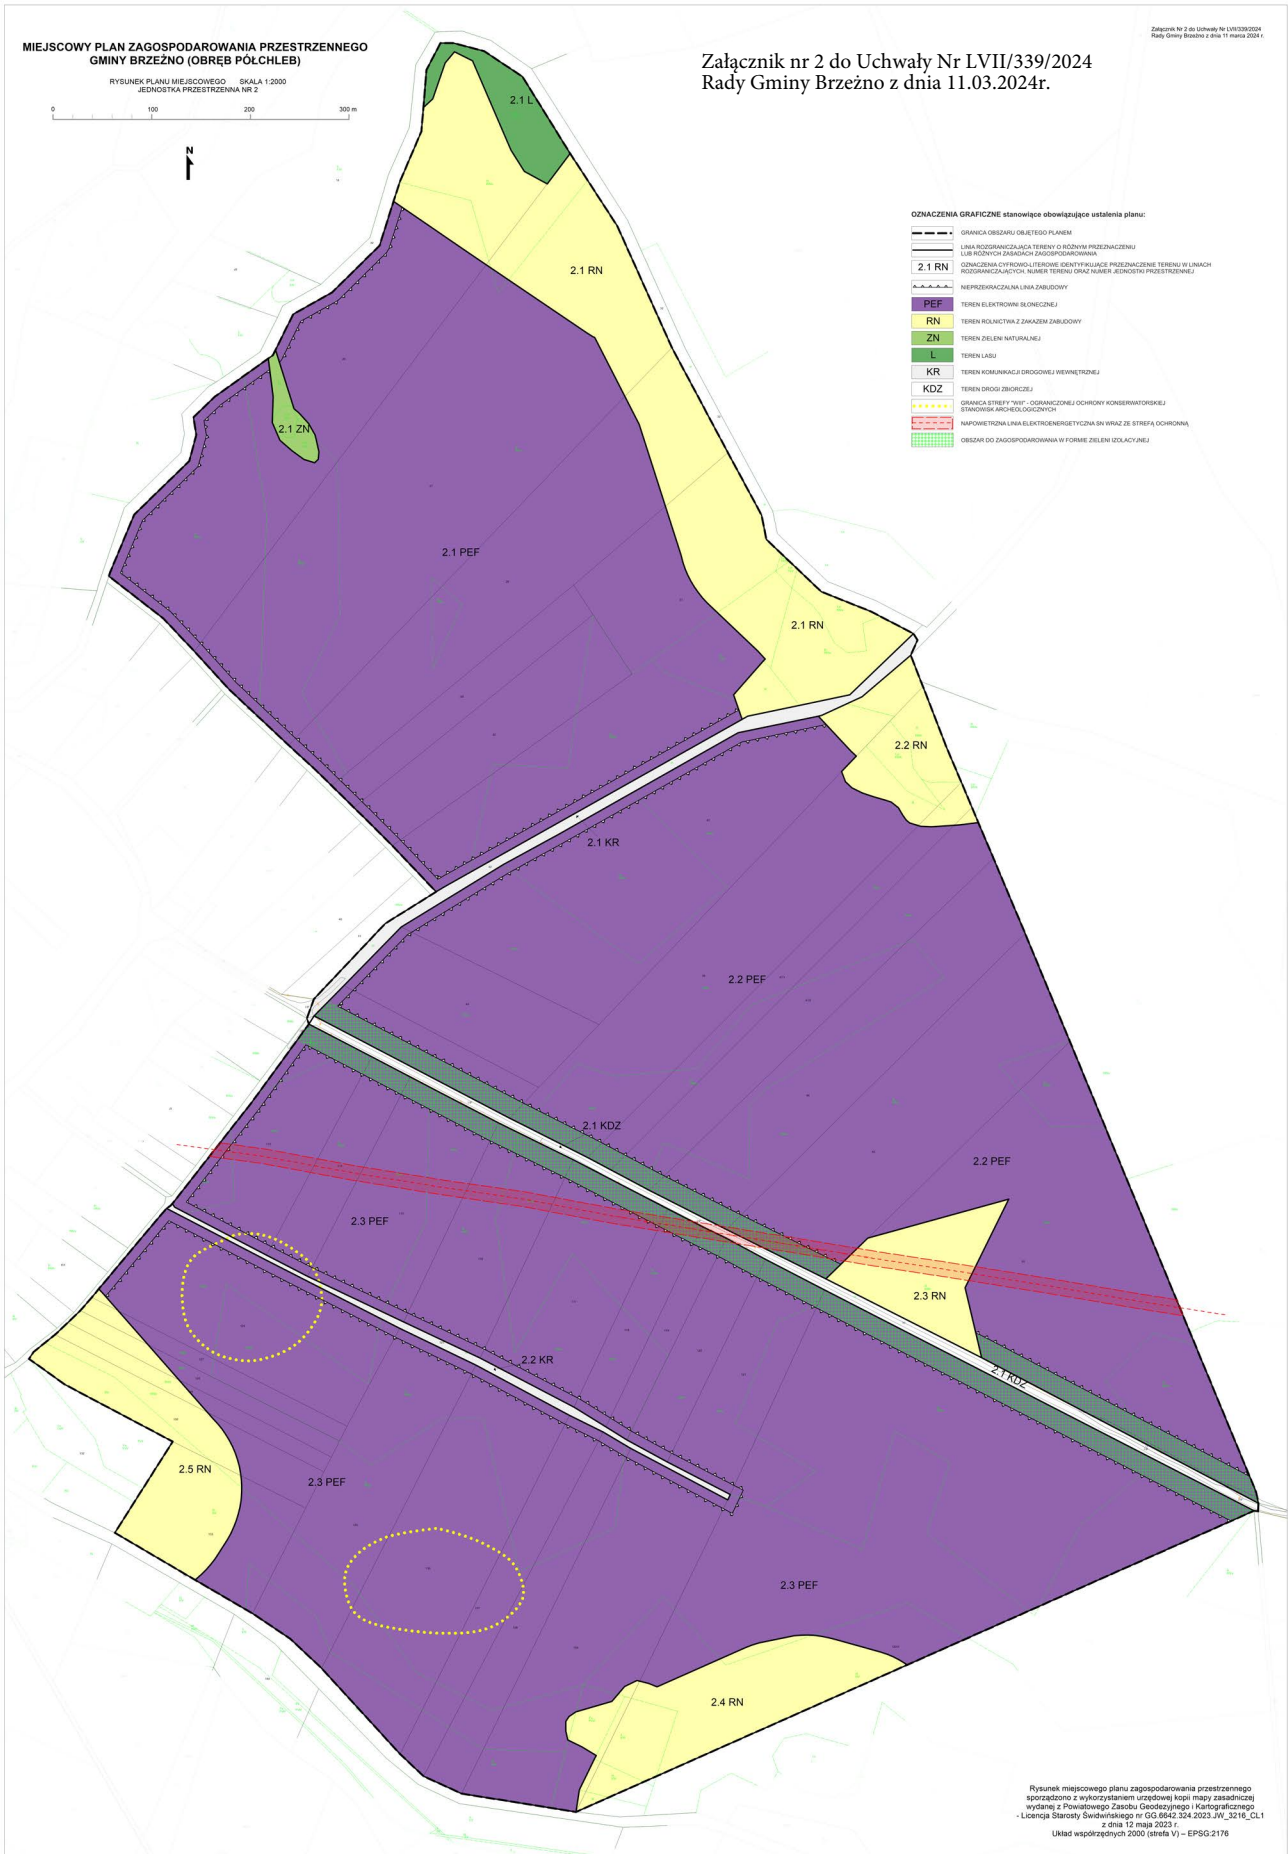 Załącznik Nr 2 do Uchwały Nr LVII/339/2024
Rady Gminy Brzeżno z dnia 11 marca 2024 r.
MIEJSCOWY PLAN ZAGOSPODAROWANIA PRZESTRZENNEGO
GMINY BRZEŻNO (OBRĘB PÓŁCHLEB)
RYSUNEK PLANU MIEJSCOWEGO SKALA 1:2000
JEDNOSTKA PRZESTRZENNA NR 2
0 100 200 300 m
N
Załącznik nr 2 do Uchwały Nr LVII/339/2024
Rady Gminy Brzeżno z dnia 11.03.2024r.
OZNACZENIA GRAFICZNE stanowiące obowiązujące ustalenia planu:
GRANICA OBSZARU OBJĘTEGO PLANEM
LINIA ROZGRANICZAJĄCA TERENY O RÓŻNYM PRZEZNACZENIU
LUB RÓŻNYCH ZASADACH ZAGOSPODAROWANIA
2.1 RN OZNACZENIA CYFROWO-LITEROWE IDENTYFIKUJĄCE PRZEZNACZENIE TERENU W LINIACH
ROZGRANICZAJĄCYCH, NUMER TERENU ORAZ NUMER JEDNOSTKI PRZESTRZENNEJ
NIEPRZEKRACZALNA LINIA ZABUDOWY
PEF TEREN ELEKTROWNI SŁONECZNEJ
RN TEREN ROLNICTWA Z ZAKAZEM ZABUDOWY
ZN TEREN ZIELENI NATURALNEJ
L TEREN LASU
KR TEREN KOMUNIKACJI DROGOWEJ WEWNĘTRZNEJ
KDZ TEREN DROGI ZBIORCZEJ
GRANICA STREFY "WIII" - OGRANICZONEJ OCHRONY KONSERWATORSKIEJ
STANOWISK ARCHEOLOGICZNYCH
NAPOWIETRZNA LINIA ELEKTROENERGETYCZNA SN WRAZ ZE STREFĄ OCHRONNĄ
OBSZAR DO ZAGOSPODAROWANIA W FORMIE ZIELENI IZOLACYJNEJ
2.1 L
2.1 RN
2.1 ZN
2.1 PEF
2.1 RN
2.2 RN
2.1 KR
2.2 PEF
2.1 KDZ
2.2 PEF
2.3 PEF
2.3 RN
2.2 KR
2.1 KDZ
2.5 RN
2.3 PEF
2.3 PEF
2.4 RN
Rysunek miejscowego planu zagospodarowania przestrzennego
sporządzono z wykorzystaniem urzędowej kopii mapy zasadniczej
wydanej z Powiatowego Zasobu Geodezyjnego i Kartograficznego
- Licencja Starosty Świdwińskiego nr GG.6642.324.2023.JW_3216_CL1
z dnia 12 maja 2023 r.
Układ współrzędnych 2000 (strefa V) – EPSG:2176